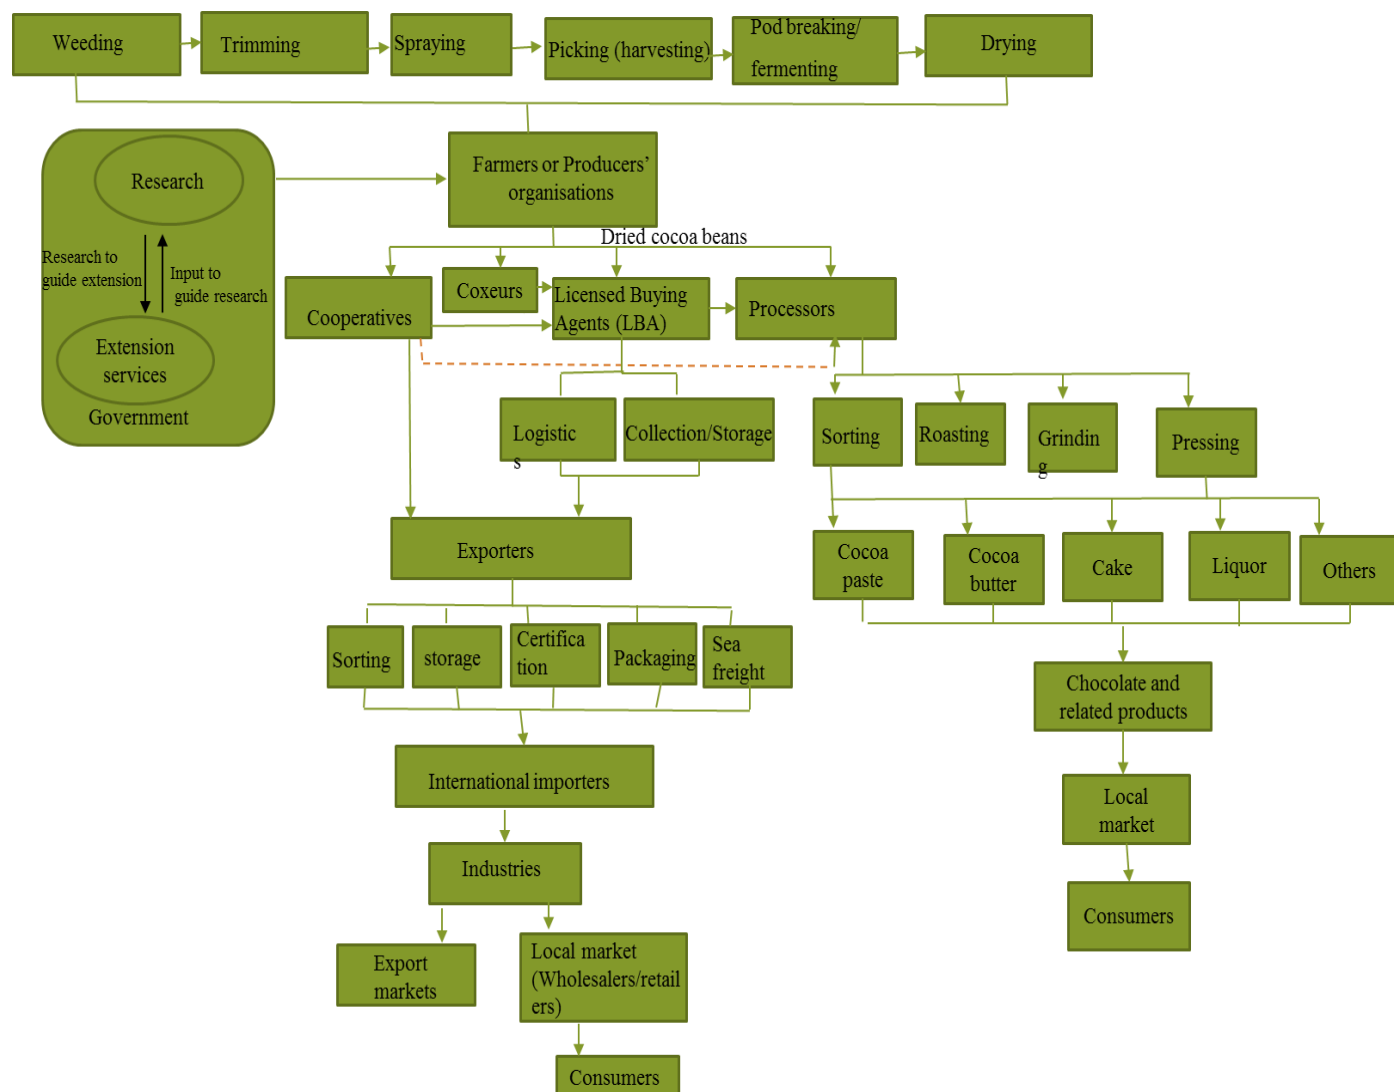 Weeding
Trimming
Spraying
Picking (harvesting)
Pod breaking/
fermenting
Drying
Research
Research to
guide extension
Input to
guide research
Extension
services
Government
Farmers or Producers’
organisations
Dried cocoa beans
Cooperatives
Coxeurs
Licensed Buying
Agents (LBA)
Processors
Logistic
s
Collection/Storage
Sorting
Roasting
Grindin
g
Pressing
Exporters
Cocoa
paste
Cocoa
butter
Cake
Liquor
Others
Sorting
storage
Certifica
tion
Packaging
Sea
freight
Chocolate and
related products
International importers
Local
market
Industries
Consumers
Export
markets
Local market
(Wholesalers/retail
ers)
Consumers